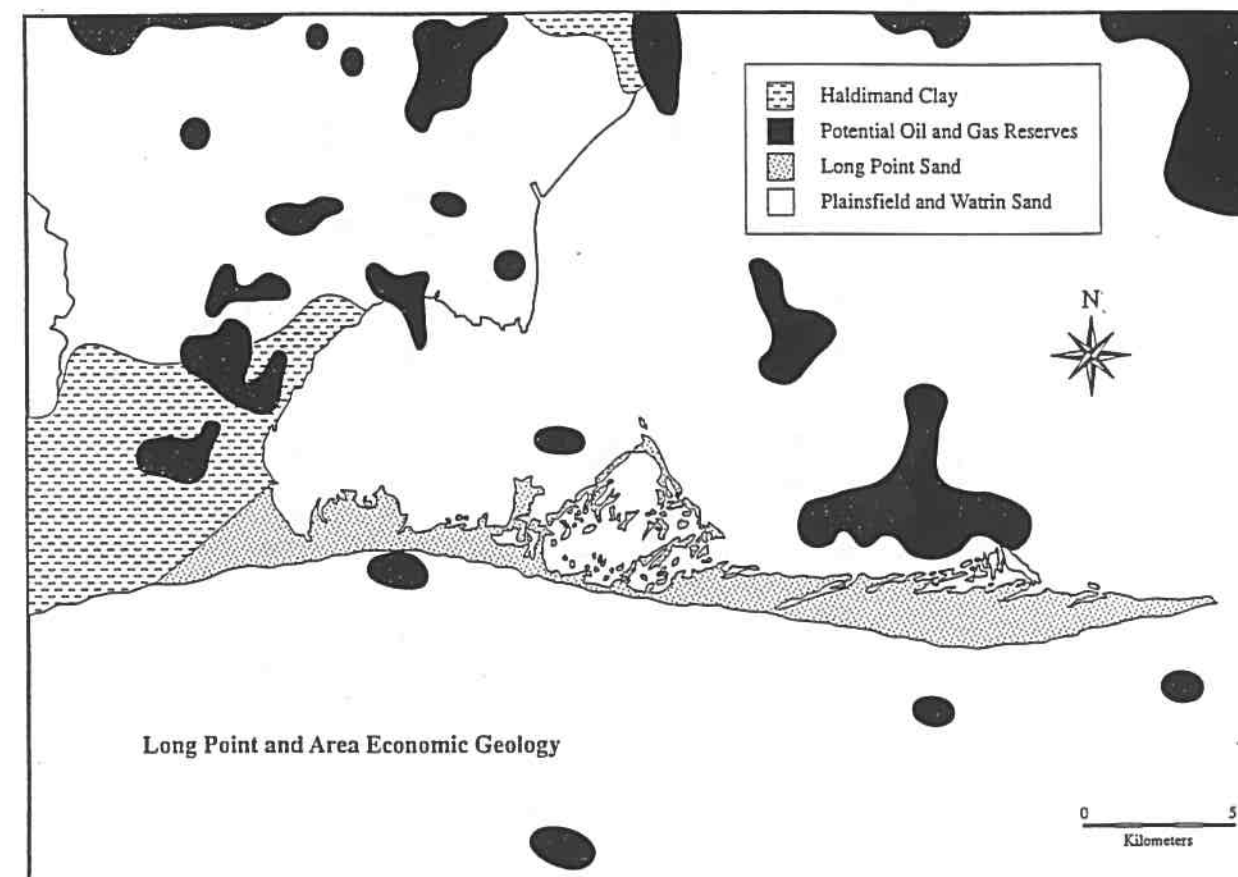 Haldimand Clay
Potential Oil and Gas Reserves
Long Point Sand
Plainsfield and Watrin Sand
N
Long Point and Area Economic Geology
0 5
Kilometers